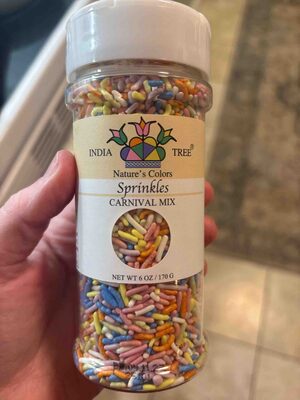 INDIA TREE®
Nature's Colors
Sprinkles
CARNIVAL MIX
NET WT 6 OZ / 170 G